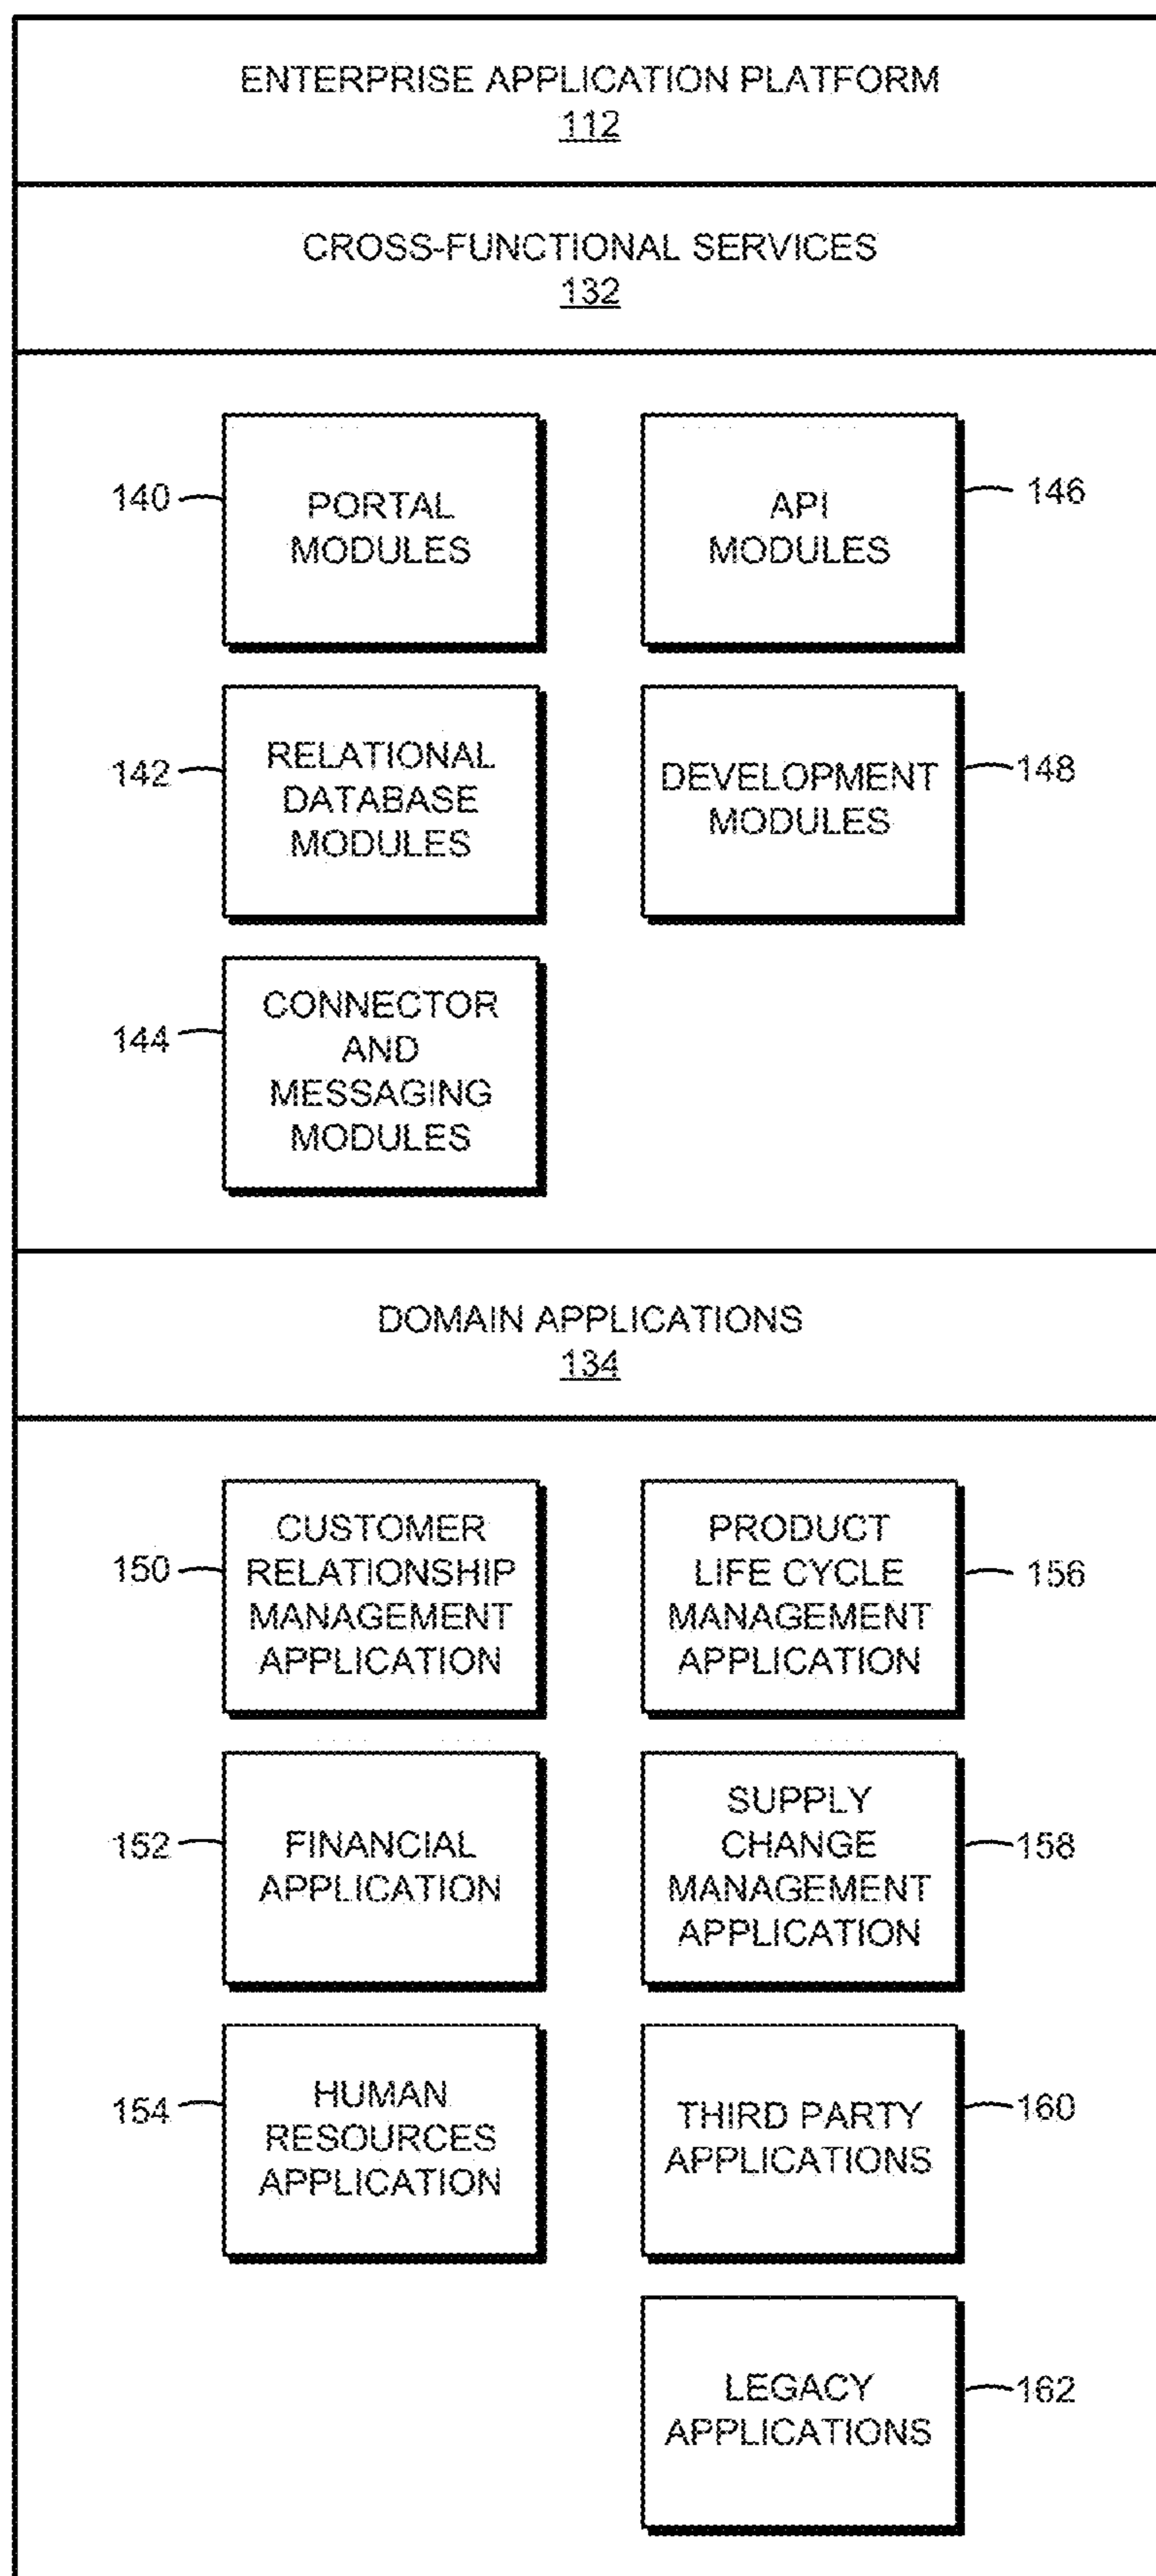 ENTERPRISE APPLICATION PLATFORM
112
CROSS-FUNCTIONAL SERVICES
132
140
PORTAL
MODULES
API
MODULES
146
142
RELATIONAL
DATABASE
MODULES
DEVELOPMENT
MODULES
148
144
CONNECTOR
AND
MESSAGING
MODULES
DOMAIN APPLICATIONS
134
150
CUSTOMER
RELATIONSHIP
MANAGEMENT
APPLICATION
PRODUCT
LIFE CYCLE
MANAGEMENT
APPLICATION
156
152
FINANCIAL
APPLICATION
SUPPLY
CHANGE
MANAGEMENT
APPLICATION
158
154
HUMAN
RESOURCES
APPLICATION
THIRD PARTY
APPLICATIONS
160
LEGACY
APPLICATIONS
162